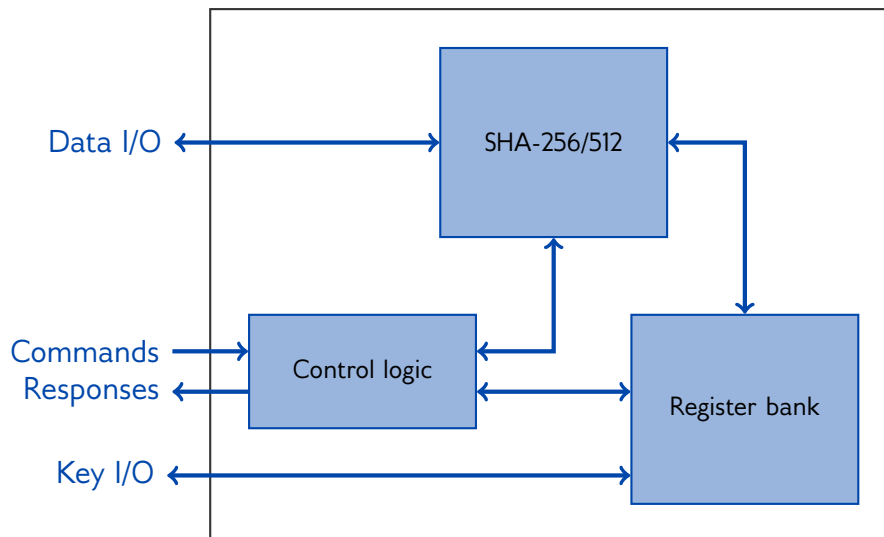 Data I/O
SHA-256/512
Commands
Responses
Control logic
Register bank
Key I/O